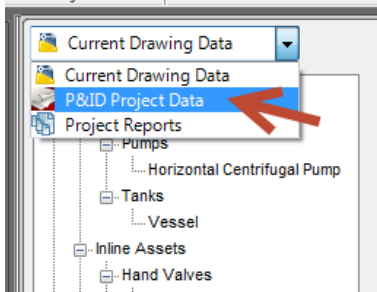 Current Drawing Data
Current Drawing Data
P&ID Project Data
Project Reports
Pumps
Horizontal Centrifugal Pump
Tanks
Vessel
Inline Assets
Hand Valves